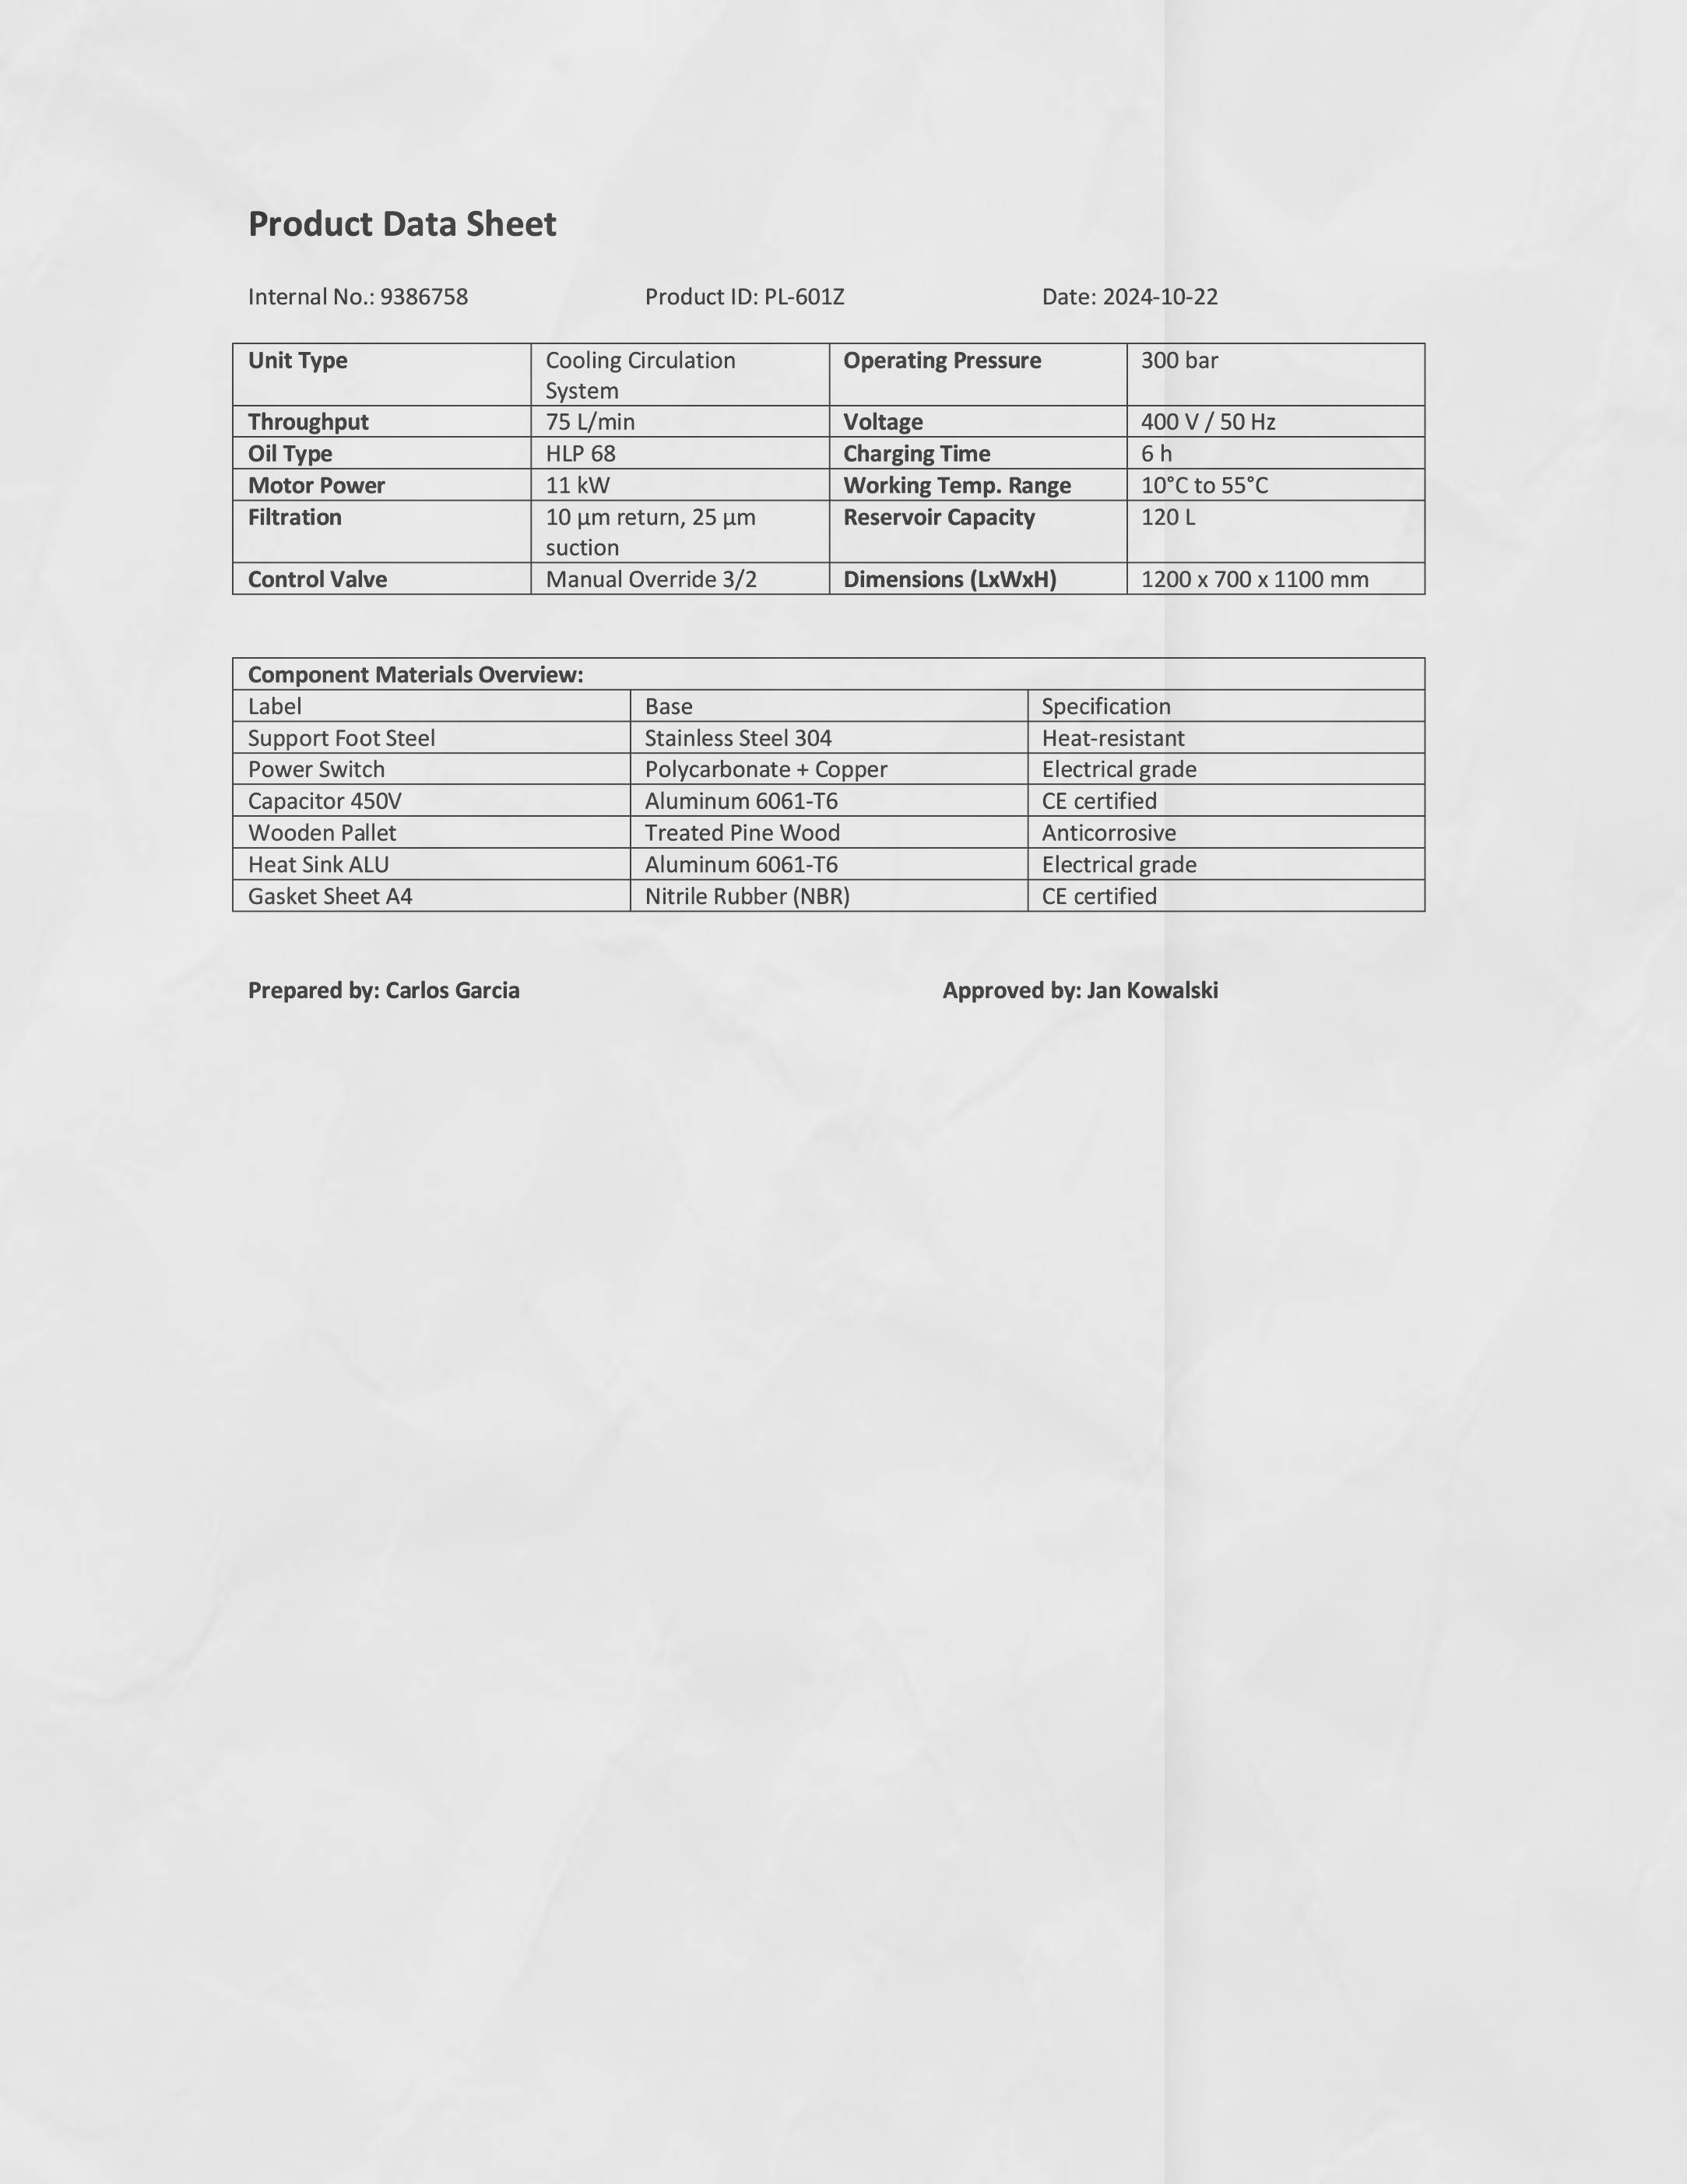 Product Data Sheet
Internal No.: 9386758 Product ID: PL-601Z Date: 2024-10-22
Unit Type Cooling Circulation System Operating Pressure 300 bar
Throughput 75 L/min Voltage 400 V / 50 Hz
Oil Type HLP 68 Charging Time 6 h
Motor Power 11 kW Working Temp. Range 10°C to 55°C
Filtration 10 µm return, 25 µm suction Reservoir Capacity 120 L
Control Valve Manual Override 3/2 Dimensions (LxWxH) 1200 x 700 x 1100 mm
Component Materials Overview:
Label Base Specification
Support Foot Steel Stainless Steel 304 Heat-resistant
Power Switch Polycarbonate + Copper Electrical grade
Capacitor 450V Aluminum 6061-T6 CE certified
Wooden Pallet Treated Pine Wood Anticorrosive
Heat Sink ALU Aluminum 6061-T6 Electrical grade
Gasket Sheet A4 Nitrile Rubber (NBR) CE certified
Prepared by: Carlos Garcia Approved by: Jan Kowalski